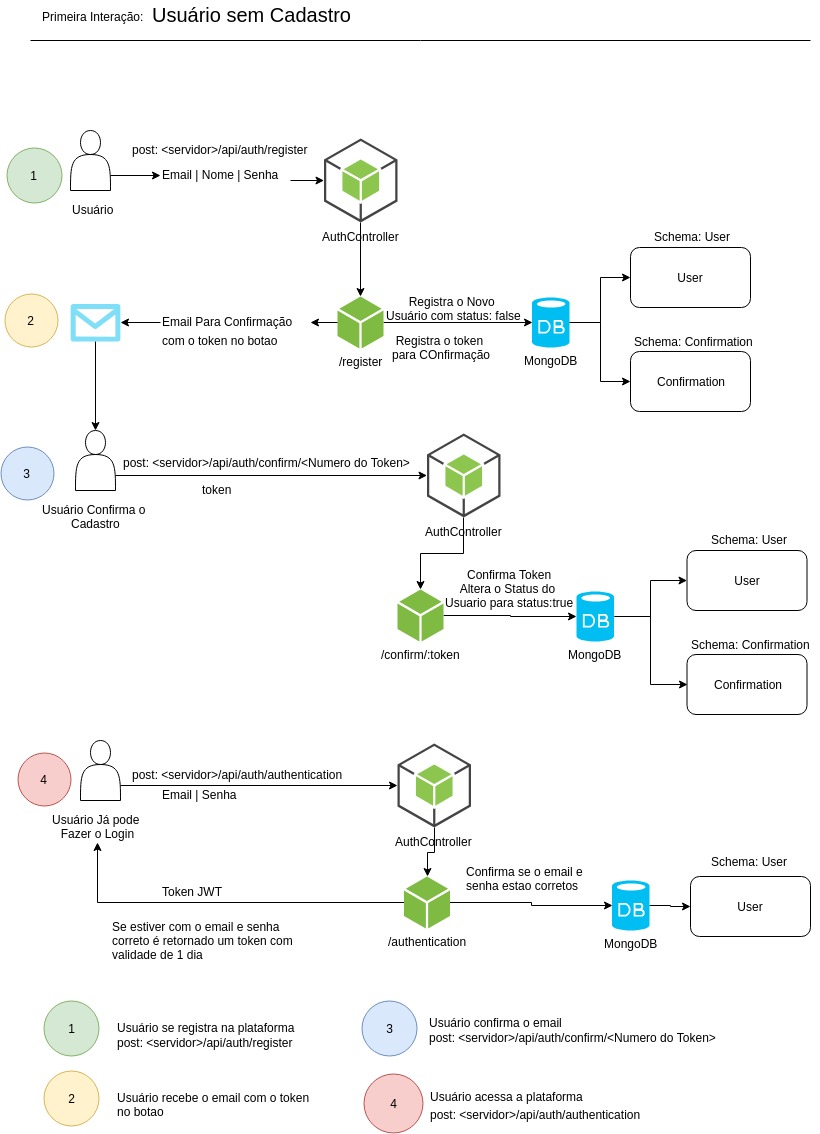 Primeira Interação: Usuário sem Cadastro
1
post: <servidor>/api/auth/register
Email | Nome | Senha
Usuário
AuthController
Schema: User
User
2
Email Para Confirmação
com o token no botao
/register
Registra o Novo
Usuário com status: false
Registra o token
para COnfirmação
DB
MongoDB
Schema: Confirmation
Confirmation
3
post: <servidor>/api/auth/confirm/<Numero do Token>
token
Usuário Confirma o
Cadastro
AuthController
Schema: User
User
Confirma Token
Altera o Status do
Usuario para status:true
DB
/confirm/:token
MongoDB
Schema: Confirmation
Confirmation
4
post: <servidor>/api/auth/authentication
Email | Senha
Usuário Já pode
Fazer o Login
AuthController
Schema: User
User
Confirma se o email e
senha estao corretos
DB
Token JWT
/authentication
MongoDB
Se estiver com o email e senha
correto é retornado um token com
validade de 1 dia
1
Usuário se registra na plataforma
post: <servidor>/api/auth/register
3
Usuário confirma o email
post: <servidor>/api/auth/confirm/<Numero do Token>
2
Usuário recebe o email com o token
no botao
4
Usuário acessa a plataforma
post: <servidor>/api/auth/authentication